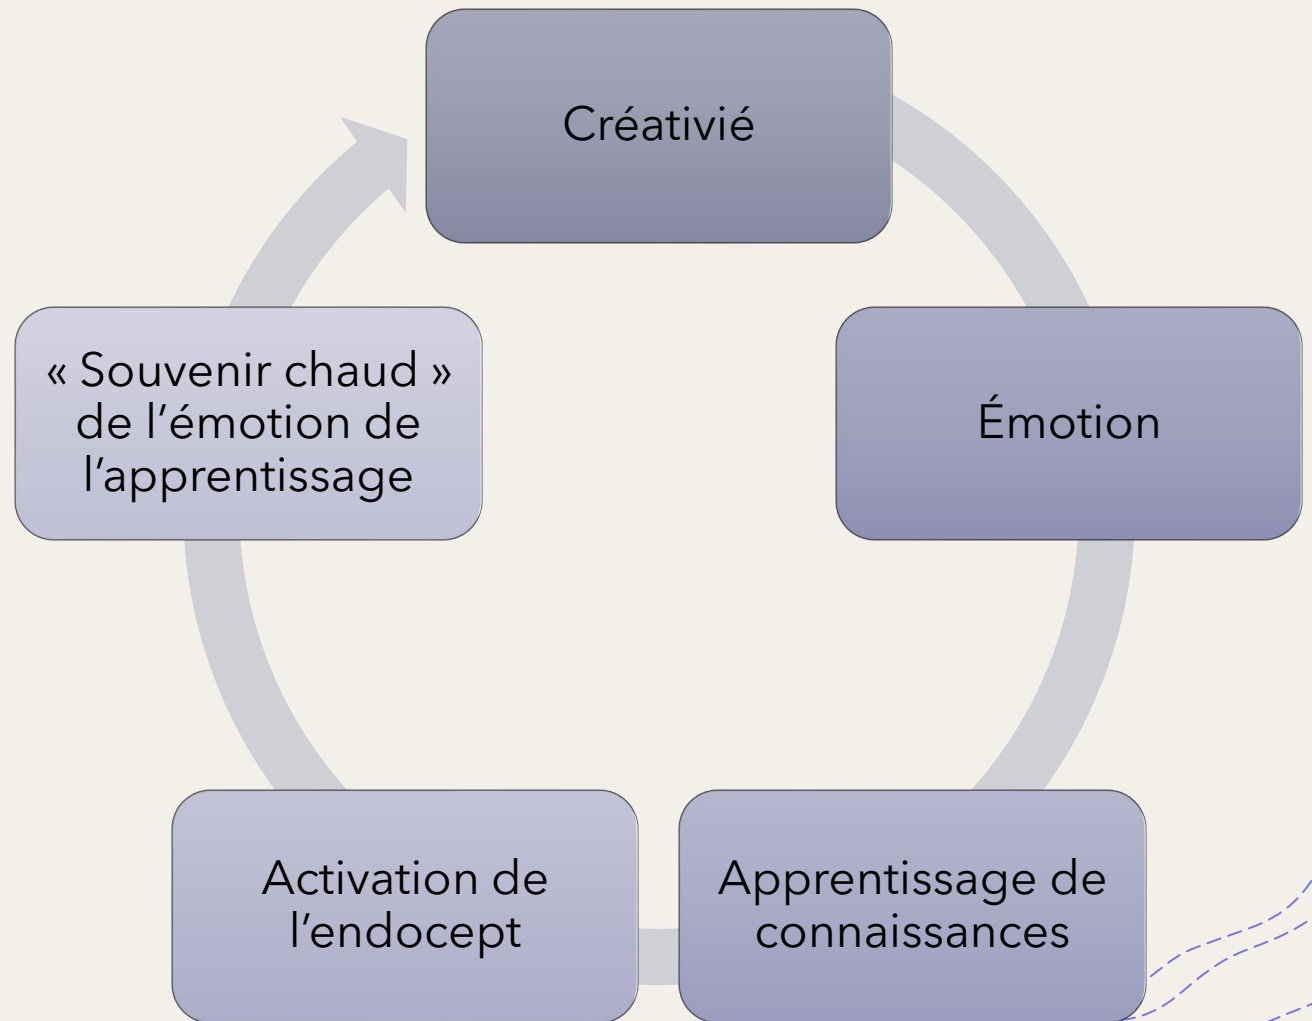 Créativié
Émotion
Apprentissage de
connaissances
Activation de
l’endocept
« Souvenir chaud »
de l’émotion de
l’apprentissage